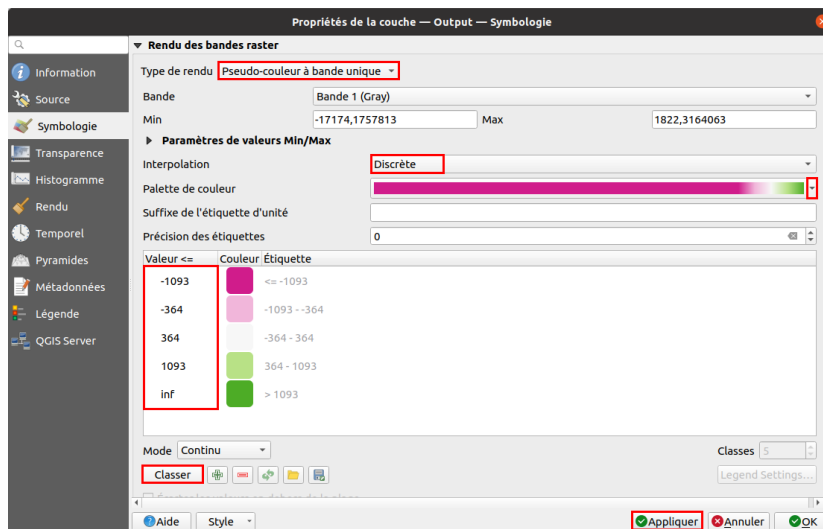 Propriétés de la couche — Output — Symbologie
Information
Source
Symbologie
Transparence
Histogramme
Rendu
Temporel
Pyramides
Métadonnées
Légende
QGIS Server
Rendu des bandes raster
Type de rendu Pseudo-couleur à bande unique
Bande Bande 1 (Gray)
Min -17174,1757813 Max 1822,3164063
Paramètres de valeurs Min/Max
Interpolation Discrète
Palette de couleur
Suffixe de l'étiquette d'unité
Précision des étiquettes 0
Valeur <= Couleur Étiquette
-1093 <= -1093
-364 -1093 - -364
364 -364 - 364
1093 364 - 1093
inf > 1093
Mode Continu Classes 5
Classer Legend Settings...
Aide Style Appliquer Annuler OK